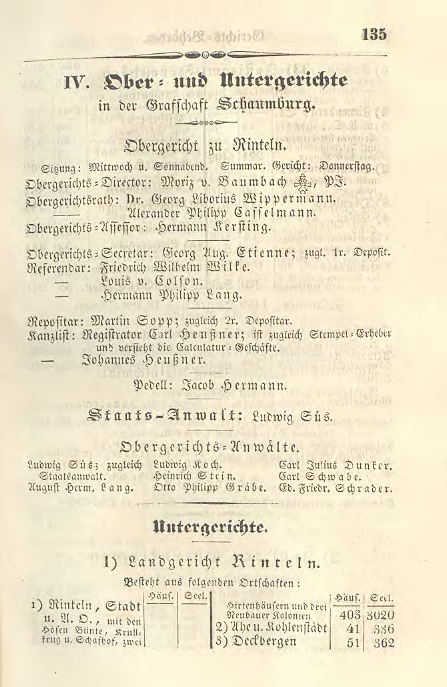 135
IV. Ober- und Untergerichte
in der Grafschaft Schaumburg.
Obergericht zu Rinteln.
Sitzung: Mittwoch u. Sonnabend. Summar. Gericht: Donnerstag.
Obergerichts-Director: Moriz v. Baumbach, PJ.
Obergerichtsrath: Dr. Georg Liborius Wippermann.
— Alexander Philipp Casselmann.
Obergerichts-Assessor: Hermann Kersting.
Obergerichts-Secretar: Georg Aug. Etienne; zugl. 1r. Deposit.
Referendar: Friedrich Wilhelm Wilke.
— Louis v. Colson.
— Hermann Philipp Lang.
Repositar: Martin Sopp; zugleich 2r. Depositar.
Kanzlist: Registrator Carl Heußner; ist zugleich Stempel-Erheber
und versieht die Calculatur-Geschäfte.
— Johannes Heußner.
Pedell: Jacob Hermann.
Staats-Anwalt: Ludwig Süs.
Obergerichts-Anwälte.
Ludwig Süs; zugleich Ludwig Koch. Carl Julius Dunker.
Staatsanwalt. Heinrich Stein. Carl Schwabe.
August Herm. Lang. Otto Philipp Gräbe. Ed. Friedr. Schrader.
Untergerichte.
1) Landgericht Rinteln.
Besteht aus folgenden Ortschaften:
Häus. Seel.
1) Rinteln, Stadt
u. A. O., mit den
Höfen Bünte, Krull-
krug u. Schafhof, zwei
Häus. Seel.
Hirtenhäusern und drei
Neubauer Kolonien 403 3020
2) Ahe u. Kohlenstädt 41 336
3) Deckbergen 51 362